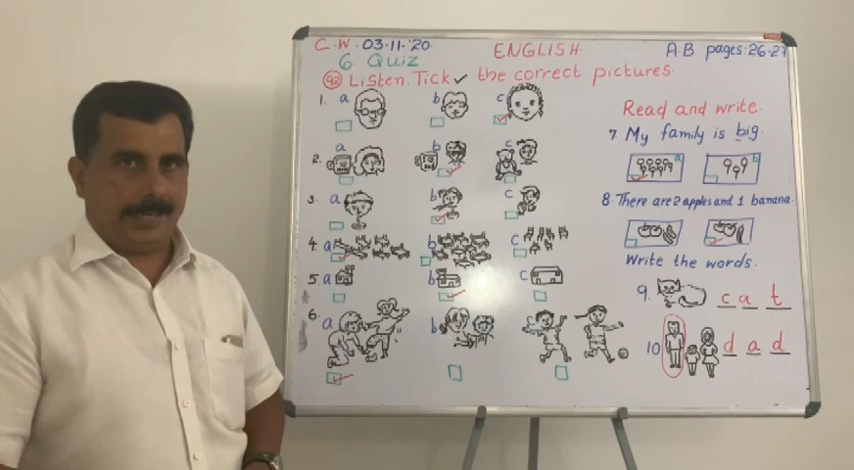 C.W. 03-11-'20. ENGLISH A.B pages: 26-27
6. Quiz
92 Listen. Tick ✓ the correct pictures.
1. a b c
2. a b c
3. a b c
4. a b c
5. a b c
6. a b c
Read and write.
7. My family is big.
a b
8. There are 2 apples and 1 banana.
Write the words.
9. c a t
10 d a d